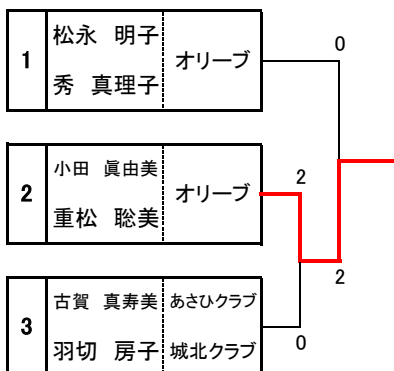 1 松永 明子 オリーブ
秀 真理子
0
2 小田 眞由美 オリーブ
重松 聡美
2
2
3 古賀 真寿美 あさひクラブ
羽切 房子 城北クラブ
0